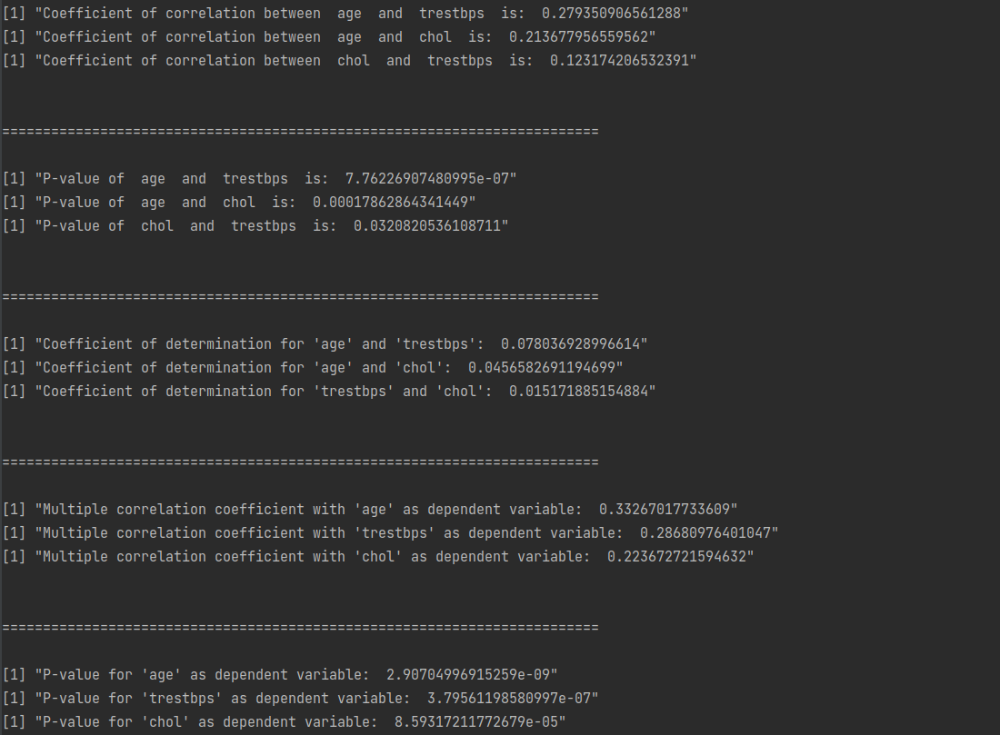 [1] "Coefficient of correlation between  age  and  trestbps  is:  0.279350906561288"
[1] "Coefficient of correlation between  age  and  chol  is:  0.213677956559562"
[1] "Coefficient of correlation between  chol  and  trestbps  is:  0.123174206532391"
=========================================================================
[1] "P-value of  age  and  trestbps  is:  7.76226907480995e-07"
[1] "P-value of  age  and  chol  is:  0.00017862864341449"
[1] "P-value of  chol  and  trestbps  is:  0.0320820536108711"
=========================================================================
[1] "Coefficient of determination for 'age' and 'trestbps':  0.078036928996614"
[1] "Coefficient of determination for 'age' and 'chol':  0.0456582691194699"
[1] "Coefficient of determination for 'trestbps' and 'chol':  0.015171885154884"
=========================================================================
[1] "Multiple correlation coefficient with 'age' as dependent variable:  0.33267017733609"
[1] "Multiple correlation coefficient with 'trestbps' as dependent variable:  0.28680976401047"
[1] "Multiple correlation coefficient with 'chol' as dependent variable:  0.223672721594632"
=========================================================================
[1] "P-value for 'age' as dependent variable:  2.90704996915259e-09"
[1] "P-value for 'trestbps' as dependent variable:  3.79561198580997e-07"
[1] "P-value for 'chol' as dependent variable:  8.59317211772679e-05"